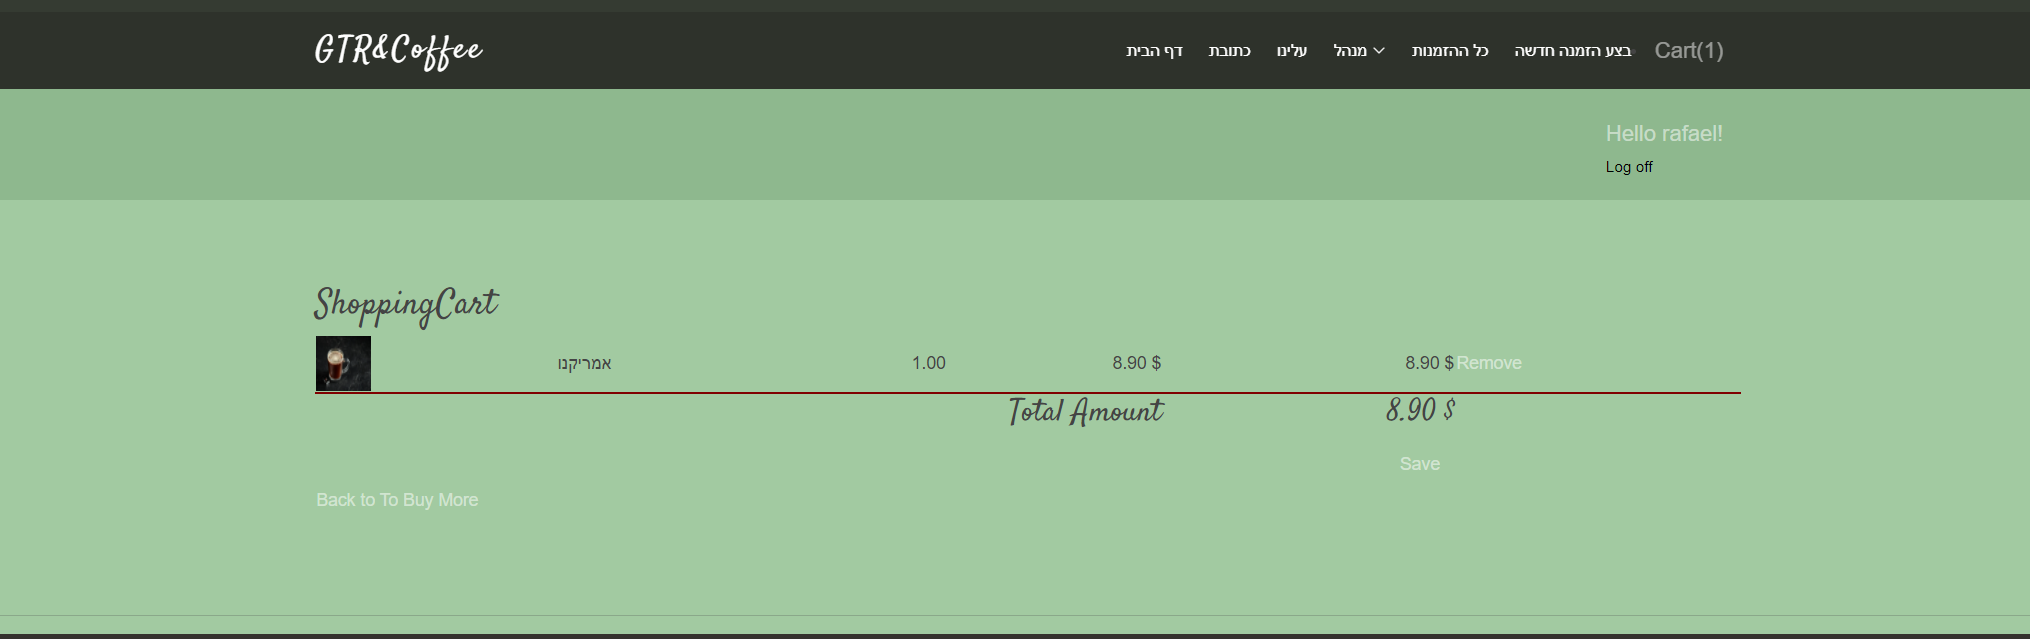 GTR&Coffee
דף הבית כתובת עלינו מנהל כל ההזמנות בצע הזמנה חדשה Cart(1)
Hello rafael!
Log off
ShoppingCart
אמריקנו 1.00 8.90 $ 8.90 $ Remove
Total Amount 8.90 $
Save
Back to To Buy More